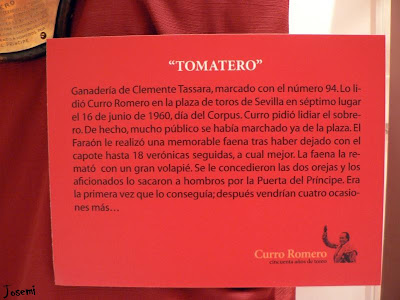 “TOMATERO”
Ganadería de Clemente Tassara, marcado con el número 94. Lo li-
dió Curro Romero en la plaza de toros de Sevilla en séptimo lugar
el 16 de junio de 1960, día del Corpus. Curro pidió lidiar el sobre-
ro. De hecho, mucho público se había marchado ya de la plaza. El
Faraón le realizó una memorable faena tras haber dejado con el
capote hasta 18 verónicas seguidas, a cual mejor. La faena la re-
mató con un gran volapié. Se le concedieron las dos orejas y los
aficionados lo sacaron a hombros por la Puerta del Príncipe. Era
la primera vez que lo conseguía; después vendrían cuatro ocasio-
nes más…
Curro Romero
cincuenta años de torero
Josemi